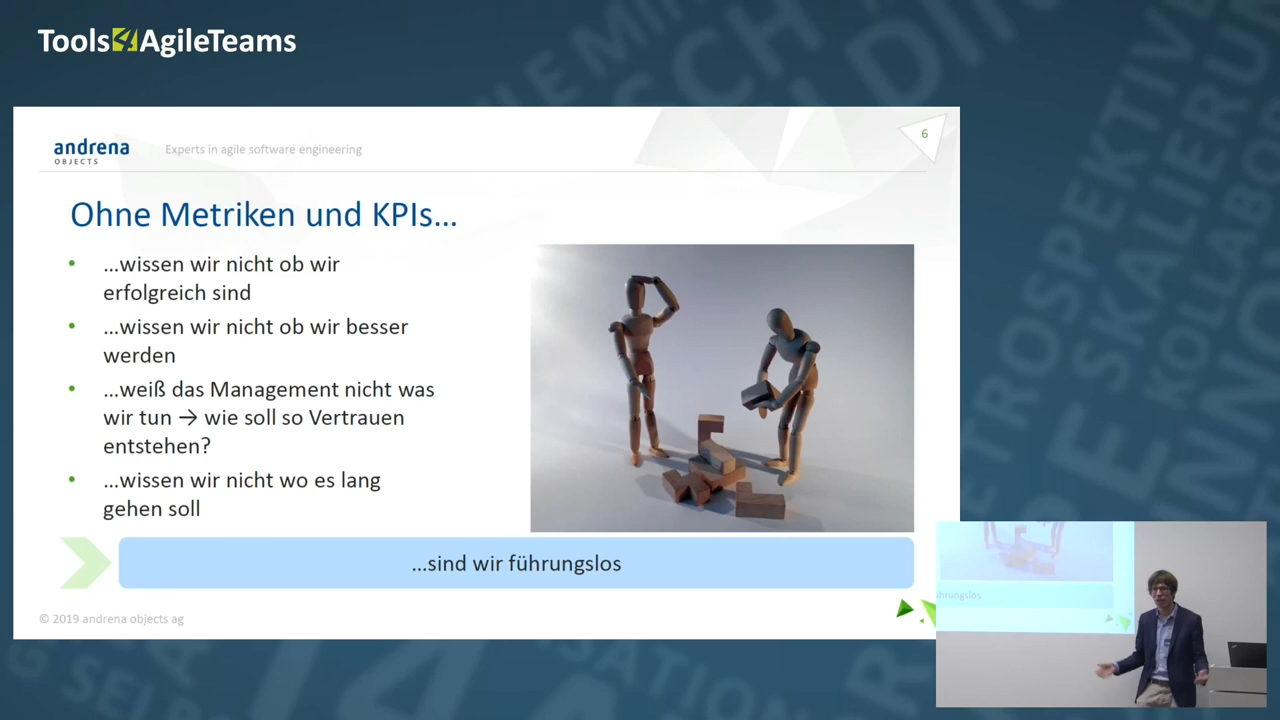 Tools4AgileTeams
andrena
OBJECTS
Experts in agile software engineering
6
Ohne Metriken und KPIs...
• ...wissen wir nicht ob wir
erfolgreich sind
• ...wissen wir nicht ob wir besser
werden
• ...weiß das Management nicht was
wir tun → wie soll so Vertrauen
entstehen?
• ...wissen wir nicht wo es lang
gehen soll
...sind wir führungslos
© 2019 andrena objects ag